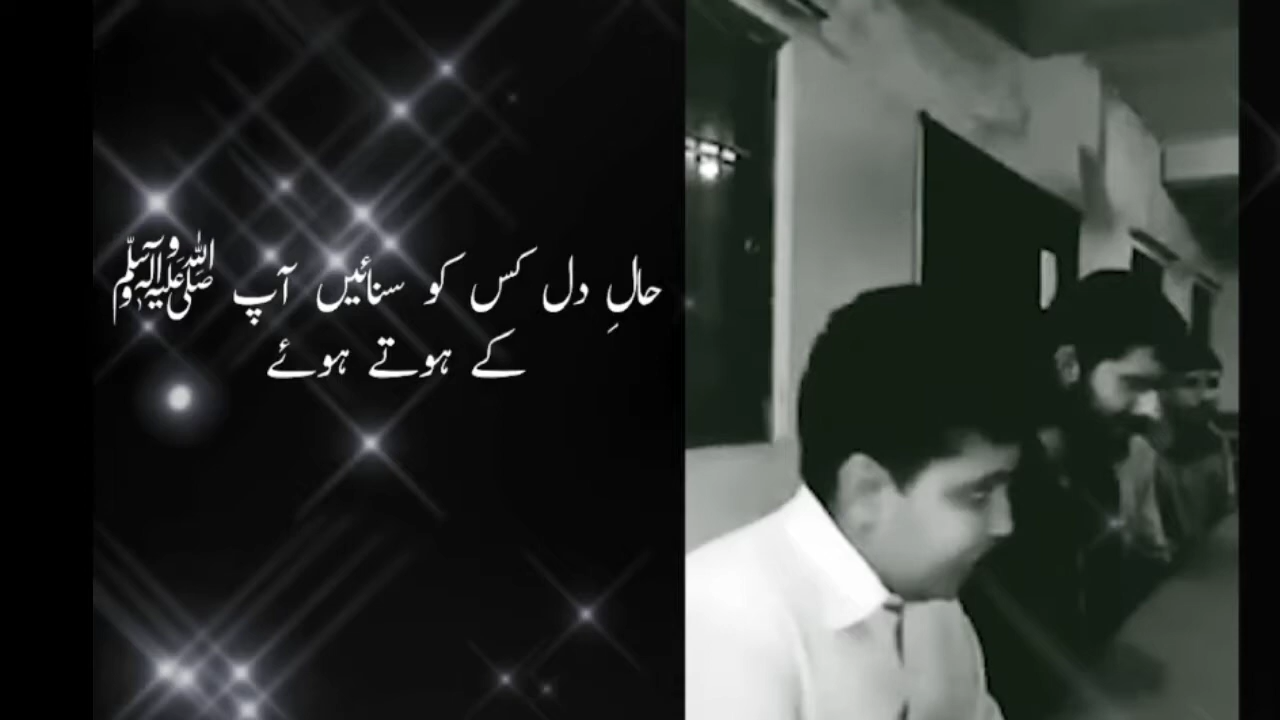 حالِ دل کس کو سنائیں آپ ﷺ
کے ہوتے ہوئے